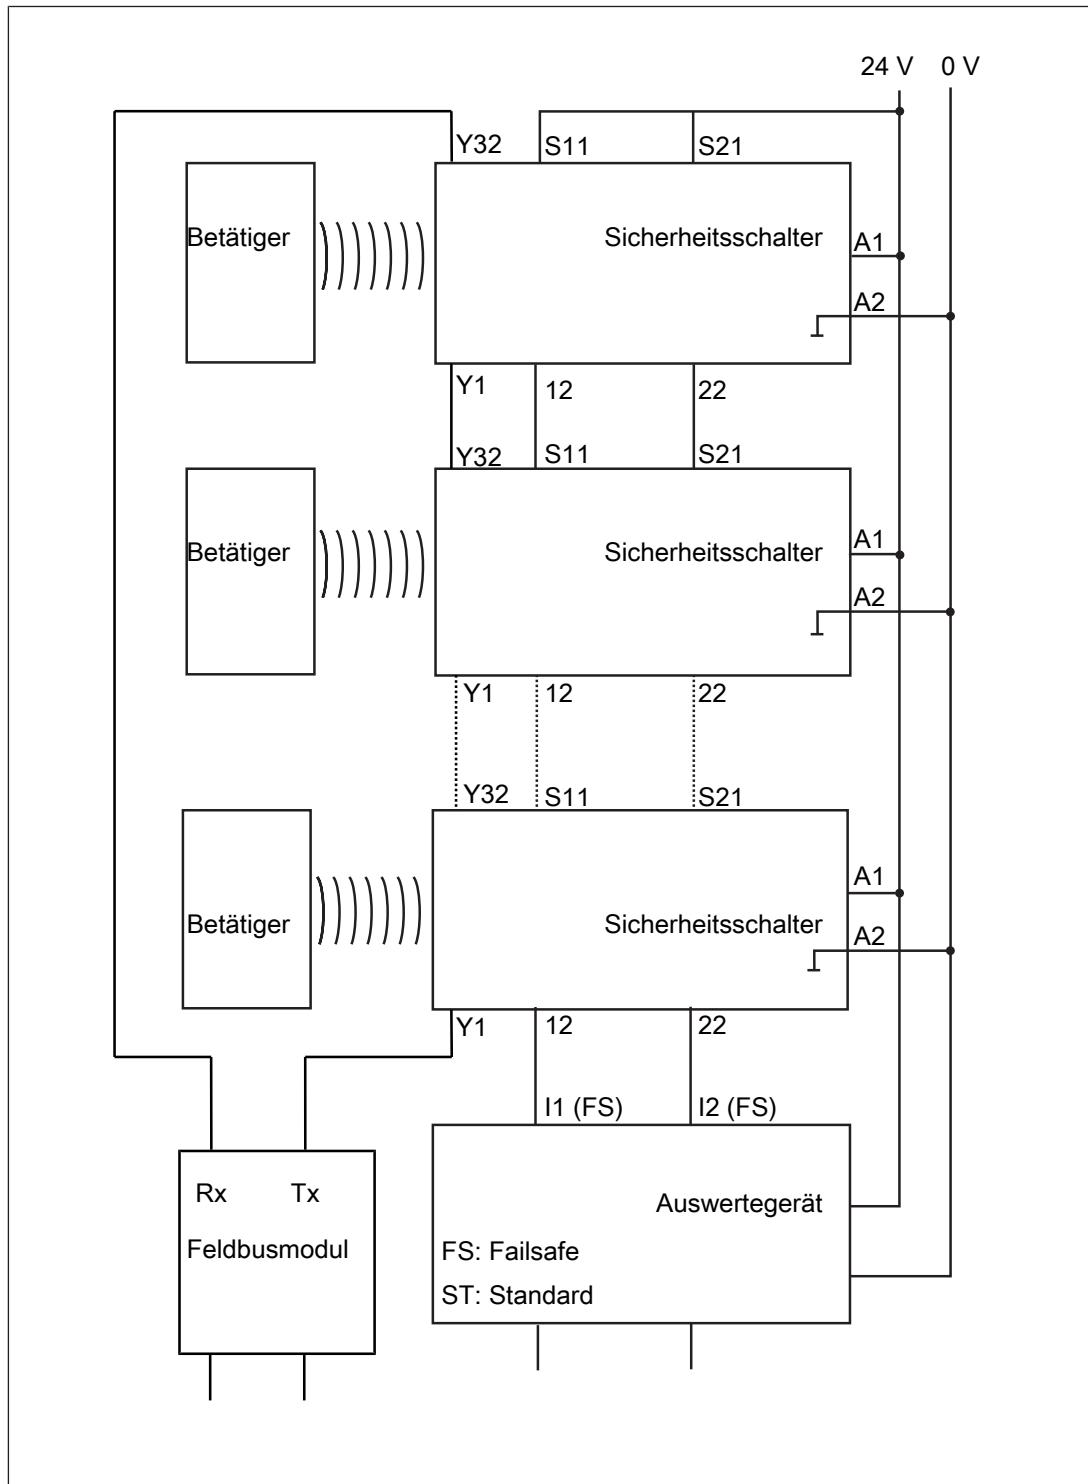 24 V 0 V
Y32 S11 S21
Betätiger Sicherheitsschalter A1
A2
Y1 12 22
Y32 S11 S21
Betätiger Sicherheitsschalter A1
A2
Y1 12 22
Y32 S11 S21
A1
Betätiger Sicherheitsschalter
A2
Y1 12 22
I1 (FS) I2 (FS)
Rx Tx Auswertegerät
Feldbusmodul FS: Failsafe
ST: Standard